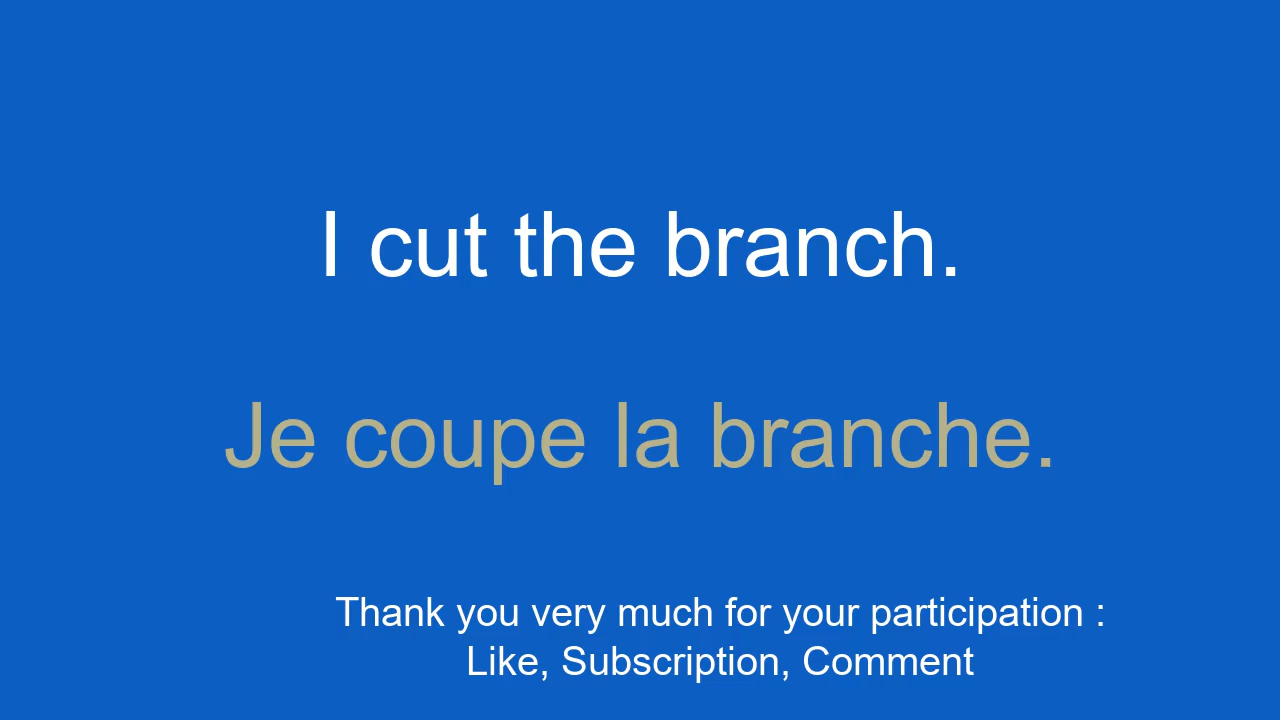 I cut the branch.
Je coupe la branche.
Thank you very much for your participation :
Like, Subscription, Comment